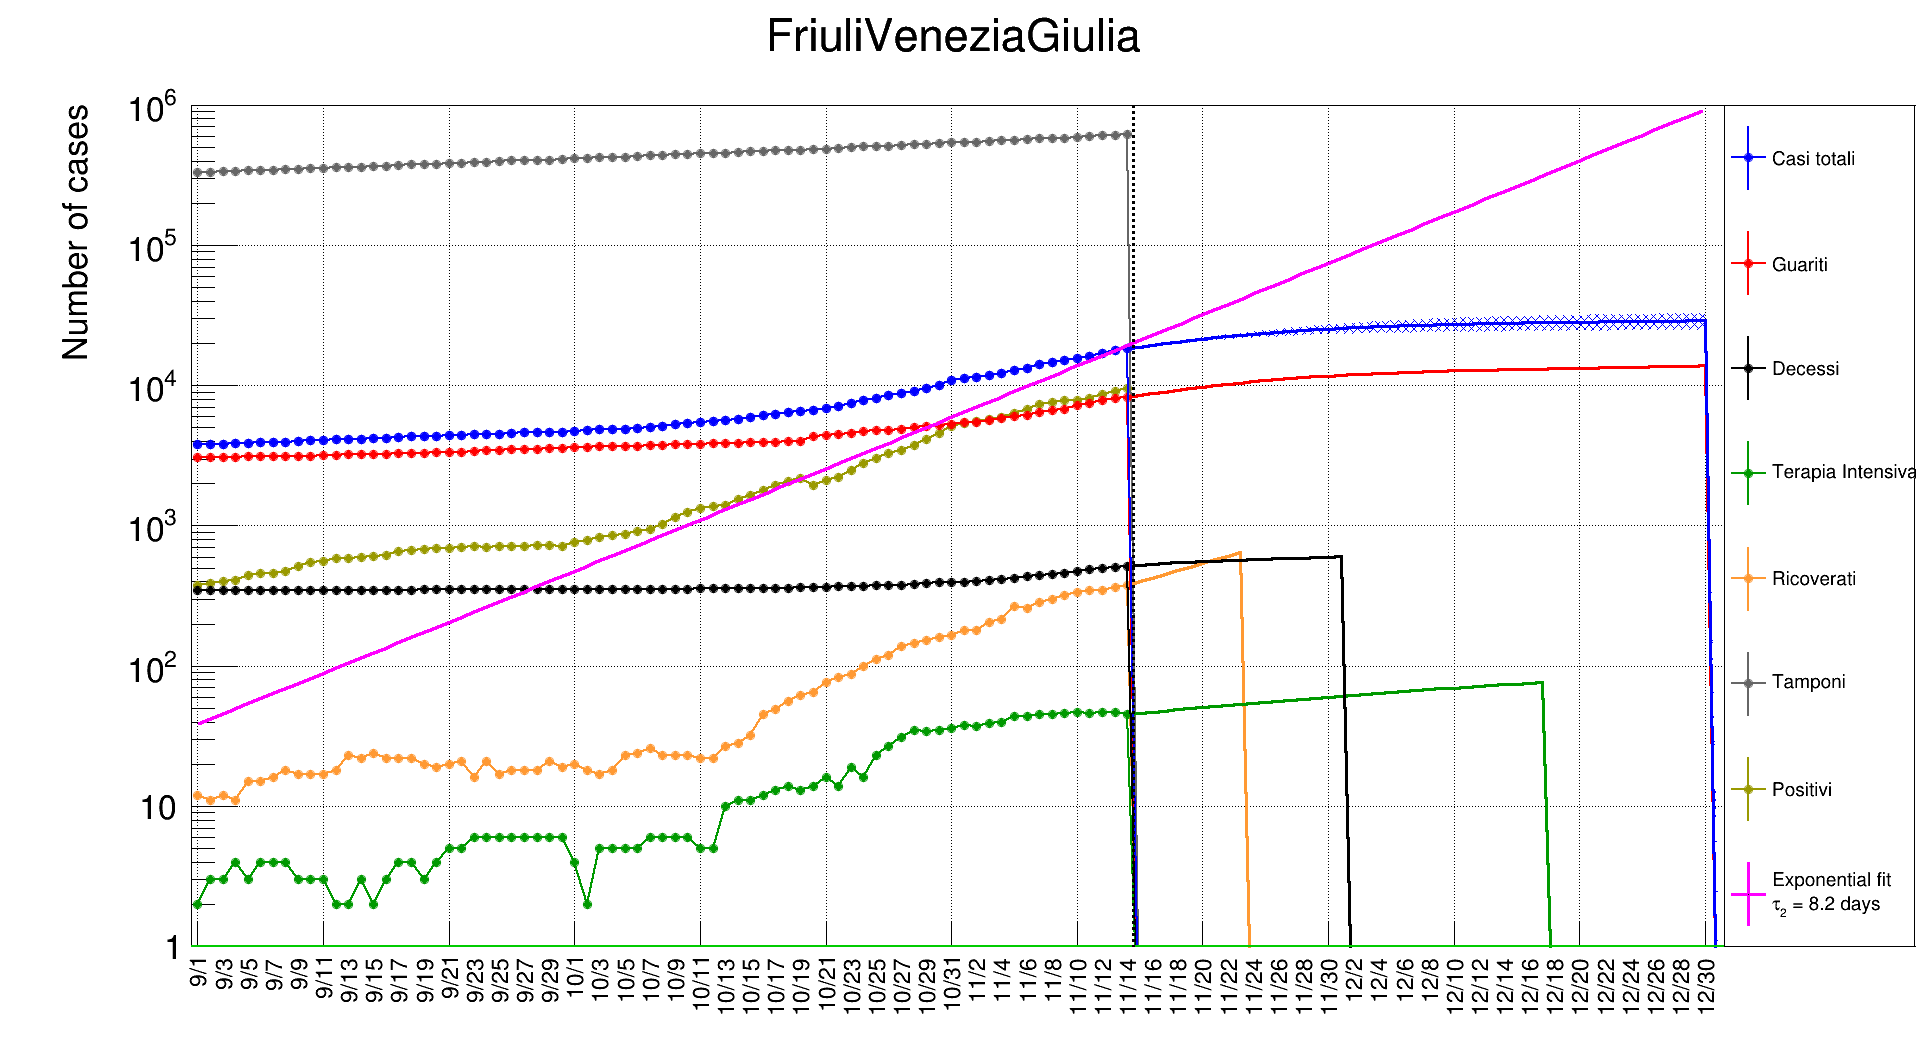 FriuliVeneziaGiulia
Number of cases
10^6
10^5
10^4
10^3
10^2
10
1
9/1 9/3 9/5 9/7 9/9 9/11 9/13 9/15 9/17 9/19 9/21 9/23 9/25 9/27 9/29 10/1 10/3 10/5 10/7 10/9 10/11 10/13 10/15 10/17 10/19 10/21 10/23 10/25 10/27 10/29 10/31 11/2 11/4 11/6 11/8 11/10 11/12 11/14 11/16 11/18 11/20 11/22 11/24 11/26 11/28 11/30 12/2 12/4 12/6 12/8 12/10 12/12 12/14 12/16 12/18 12/20 12/22 12/24 12/26 12/28 12/30
Casi totali
Guariti
Decessi
Terapia Intensiva
Ricoverati
Tamponi
Positivi
Exponential fit
τ₂ = 8.2 days